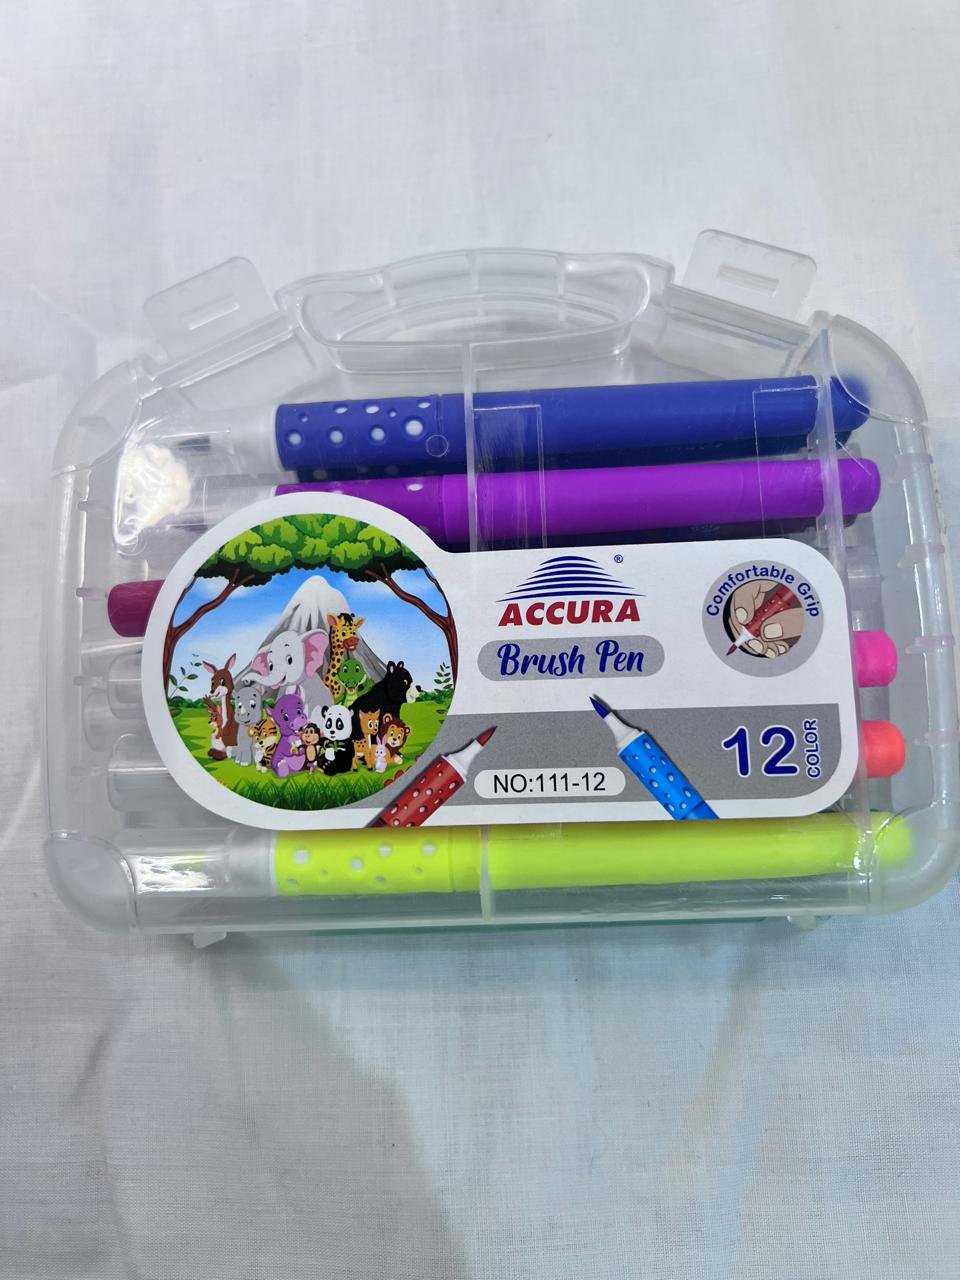 ®
ACCURA
Brush Pen
Comfortable Grip
NO:111-12
12
COLOR